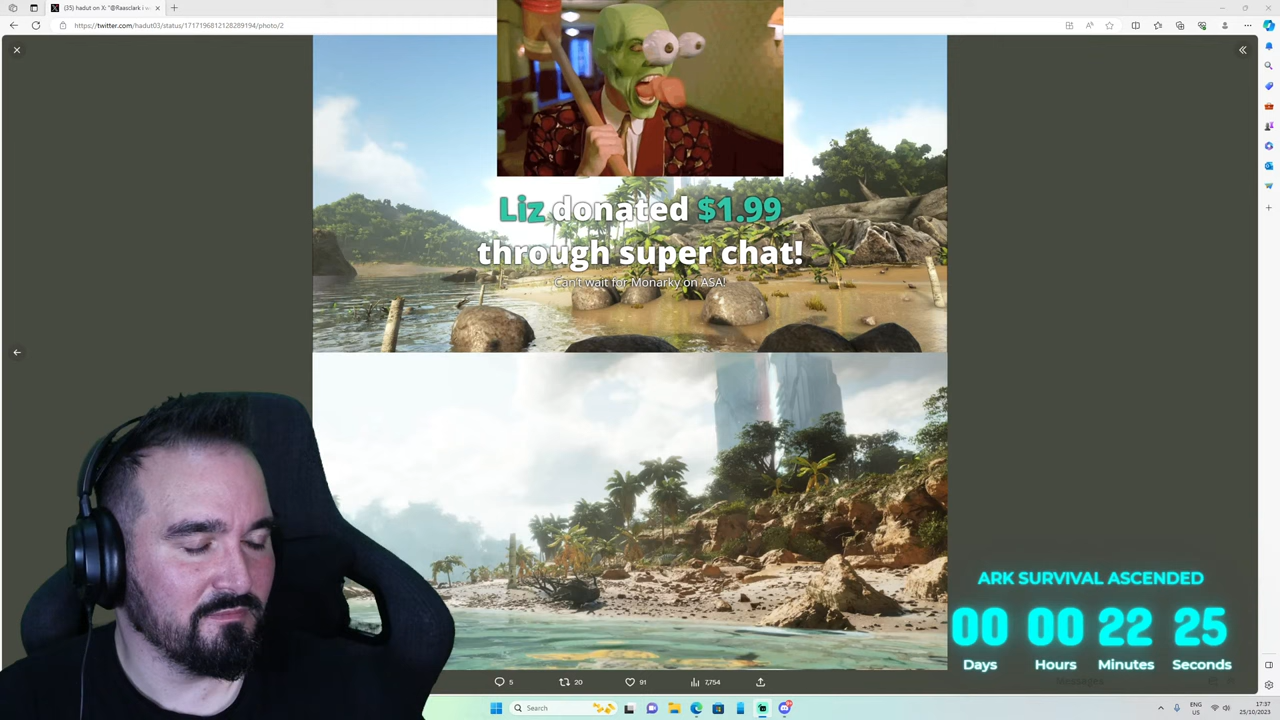 (35) hadut on X: "@Raasclark i w
https://twitter.com/hadut03/status/1717196812128289194/photo/2
Liz donated $1.99
through super chat!
Can't wait for Monarky on ASA!
ARK SURVIVAL ASCENDED
00 00 22 25
Days Hours Minutes Seconds
Messages
5 20 91 7,754
Search
ENG
US
17:37
25/10/2023